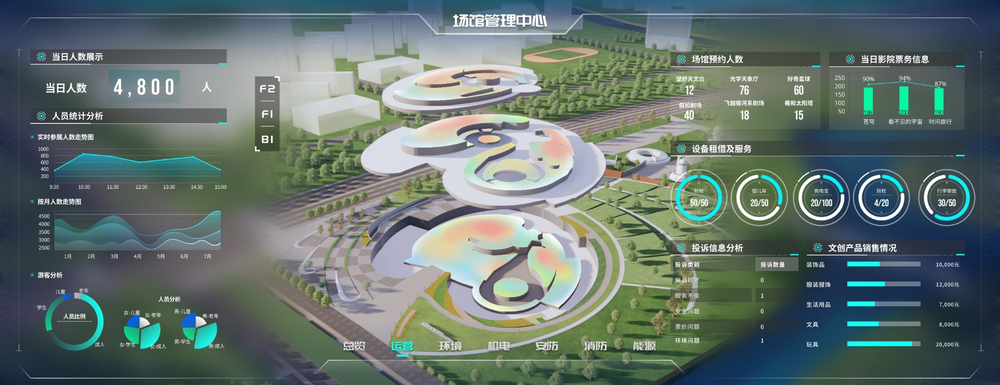 场馆管理中心
当日人数展示
当日人数 4,800 人
人员统计分析
实时参展人数走势图
1000
800
600
400
200
9:30 10:30 11:30 12:30 13:30 14:30 15:00
按月人数走势图
4500
4000
3500
3000
2500
1月 2月 3月 4月 5月 6月 7月
游客分析
儿童 老年
学生
人员比例
成人
人员分析
女-儿童 女-老年
女-学生 女-成人
男-儿童 男-老年
男-学生 男-成人
F2
F1
B1
总览 运营 环境 机电 安防 消防 能源
场馆预约人数
望舒天文台 光学天象厅 好奇星球
12 76 60
假如剧场 飞越银河系剧场 羲和太阳塔
40 18 15
当日影院票务信息
250
200
150
100
50
90% 94% 87%
198 200 190
苍穹 看不见的宇宙 时间旅行
设备租借及服务
轮椅 婴儿车 充电宝 拐杖 行李寄放
50/50 20/50 20/100 4/20 30/50
投诉信息分析
投诉类别 投诉数量
展品损坏 0
服务不佳 1
安全问题 0
票价问题 0
环境问题 1
文创产品销售情况
装饰品 10,000元
服装服饰 12,000元
生活用品 7,000元
文具 8,000元
玩具 20,000元